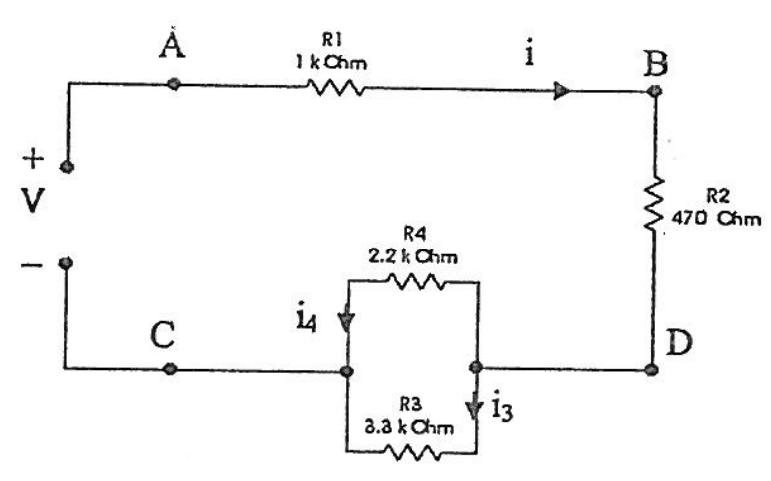 A
R1
1 k Ohm
i
B
+
V
-
R2
470 Ohm
R4
2.2 k Ohm
i4
C
D
R3
3.3 k Ohm
i3